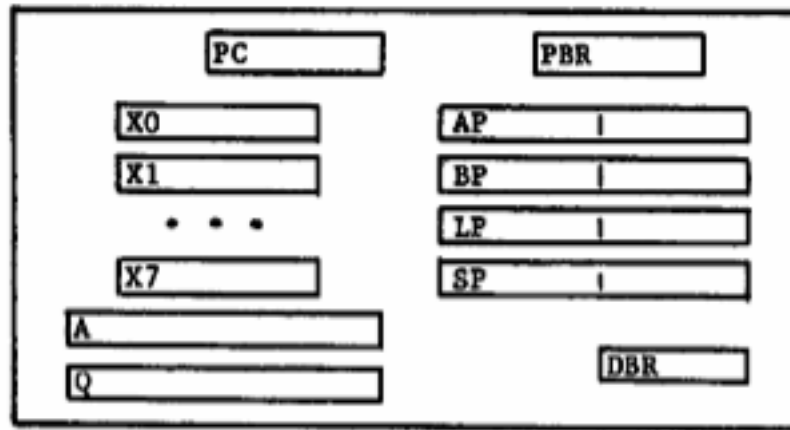 PC PBR
X0 AP
X1 BP
• • • LP
X7 SP
A
DBR
Q